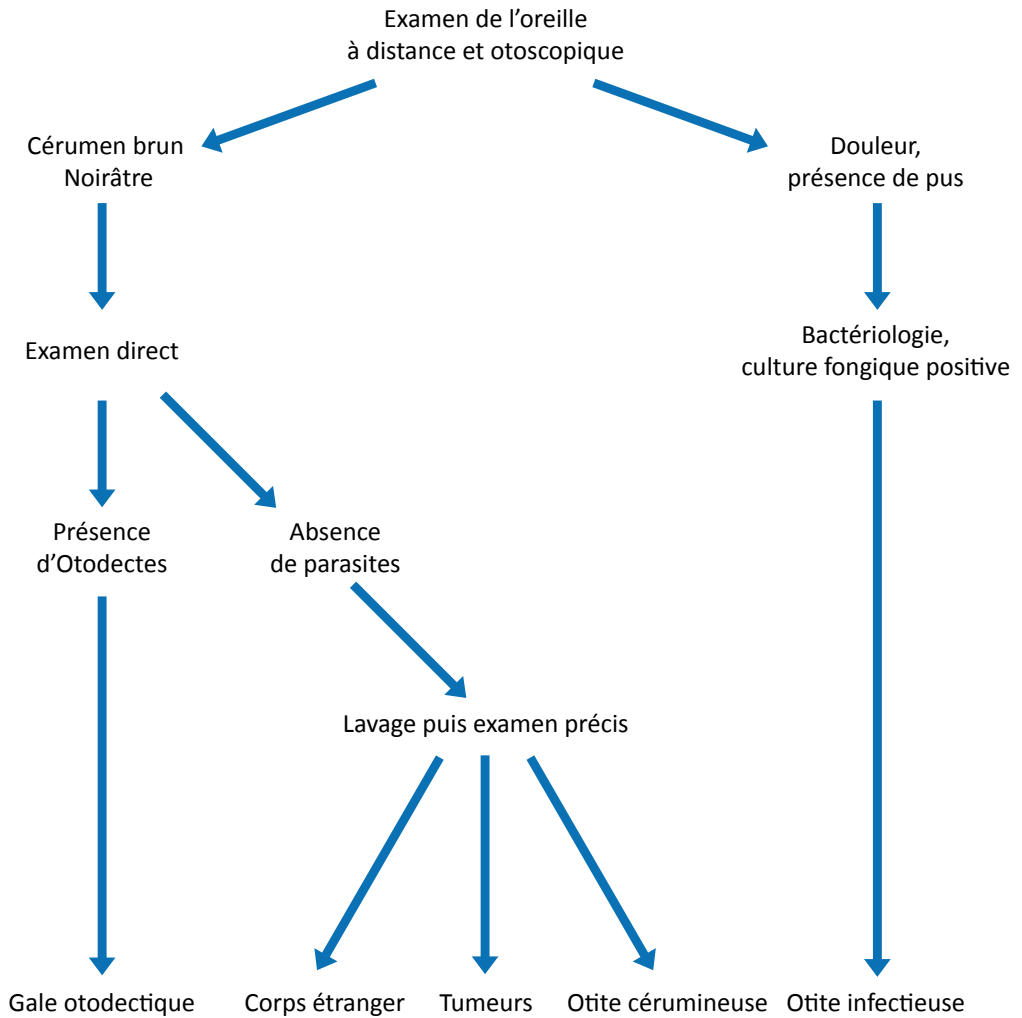 Examen de l’oreille
à distance et otoscopique
Cérumen brun
Noirâtre
Douleur,
présence de pus
Examen direct
Bactériologie,
culture fongique positive
Présence
d’Otodectes
Absence
de parasites
Lavage puis examen précis
Gale otodectique
Corps étranger
Tumeurs
Otite cérumineuse
Otite infectieuse